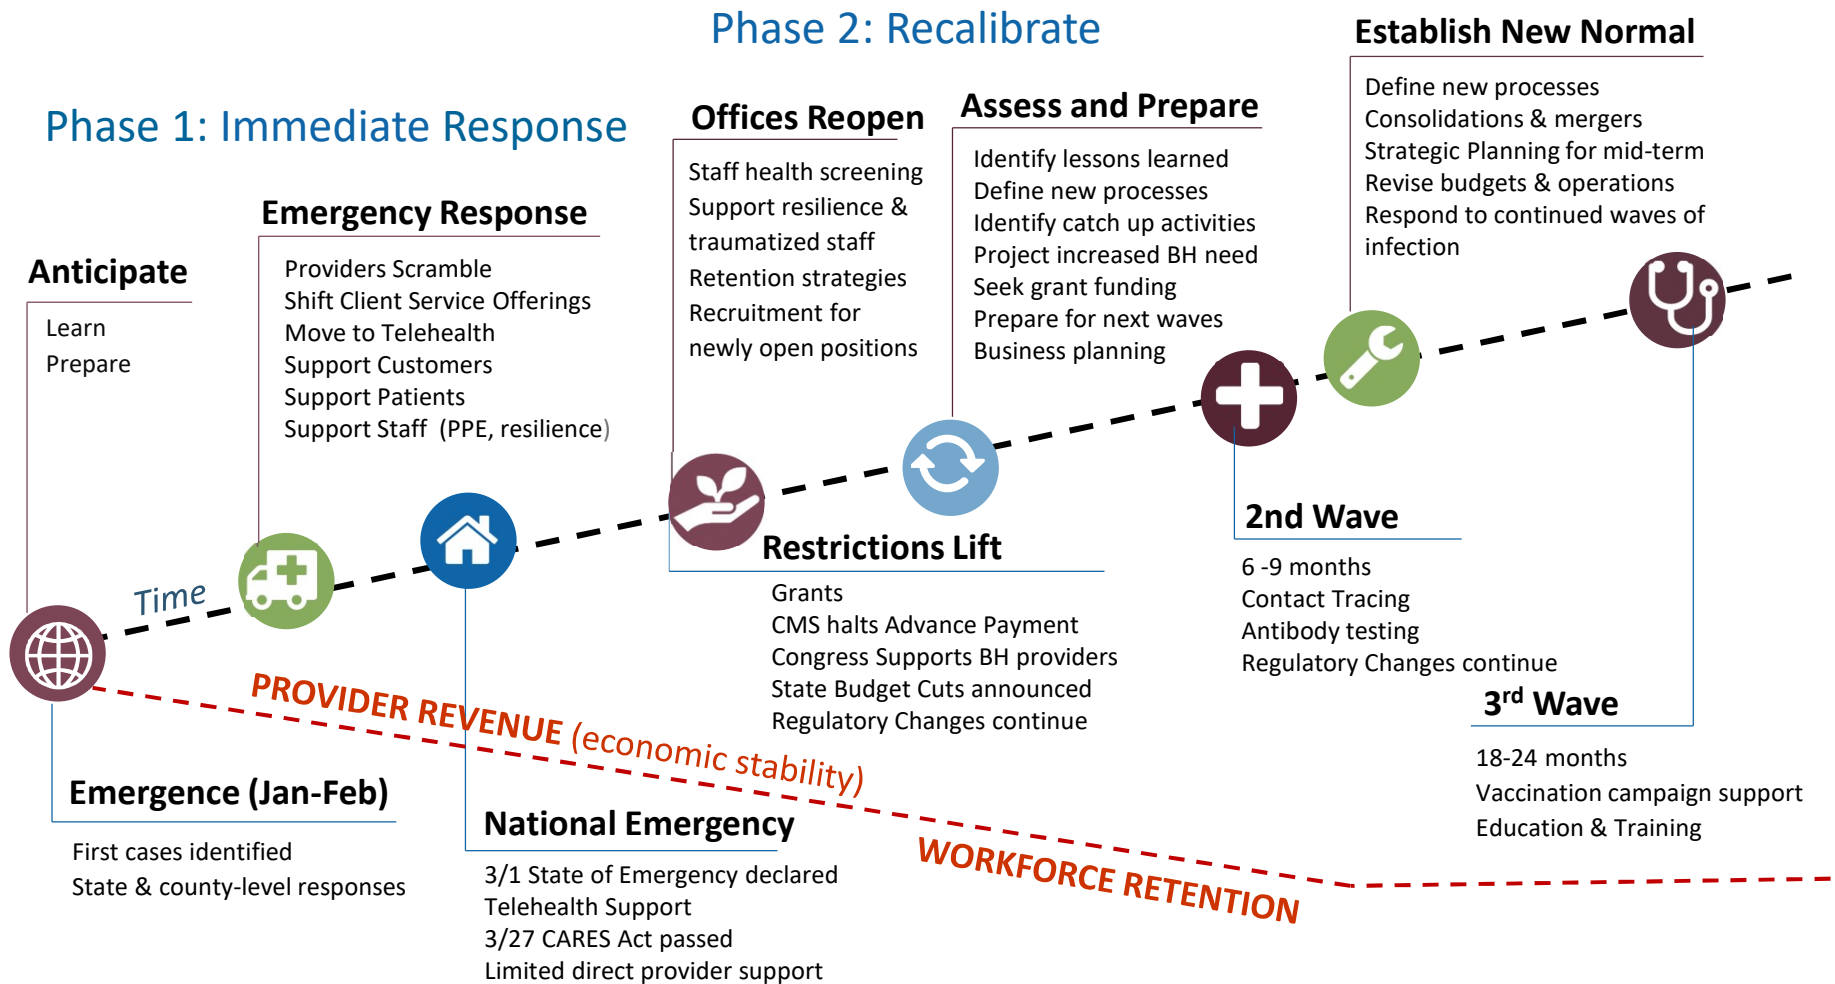 Phase 1: Immediate Response
Phase 2: Recalibrate
Anticipate
Learn
Prepare
Emergency Response
Providers Scramble
Shift Client Service Offerings
Move to Telehealth
Support Customers
Support Patients
Support Staff  (PPE, resilience)
Offices Reopen
Staff health screening
Support resilience &
traumatized staff
Retention strategies
Recruitment for
newly open positions
Assess and Prepare
Identify lessons learned
Define new processes
Identify catch up activities
Project increased BH need
Seek grant funding
Prepare for next waves
Business planning
Establish New Normal
Define new processes
Consolidations & mergers
Strategic Planning for mid-term
Revise budgets & operations
Respond to continued waves of
infection
Time
PROVIDER REVENUE (economic stability)
WORKFORCE RETENTION
Emergence (Jan-Feb)
First cases identified
State & county-level responses
National Emergency
3/1 State of Emergency declared
Telehealth Support
3/27 CARES Act passed
Limited direct provider support
Restrictions Lift
Grants
CMS halts Advance Payment
Congress Supports BH providers
State Budget Cuts announced
Regulatory Changes continue
2nd Wave
6 -9 months
Contact Tracing
Antibody testing
Regulatory Changes continue
3rd Wave
18-24 months
Vaccination campaign support
Education & Training